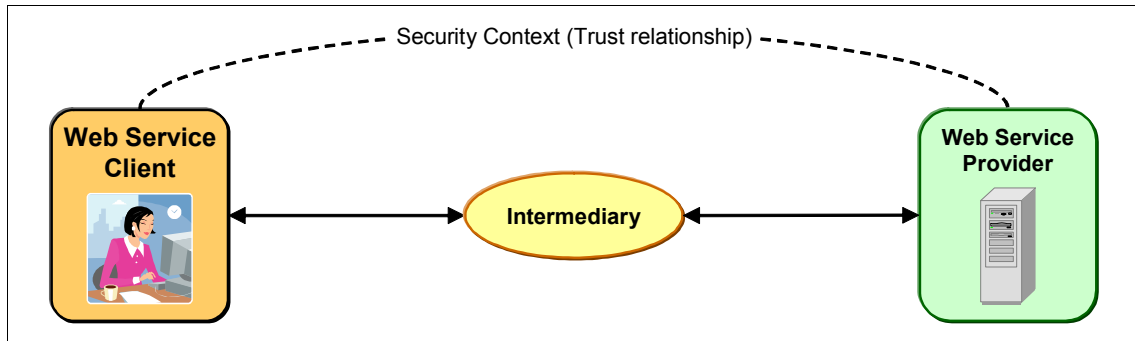 Security Context (Trust relationship)
Web Service
Client
Web Service
Provider
Intermediary